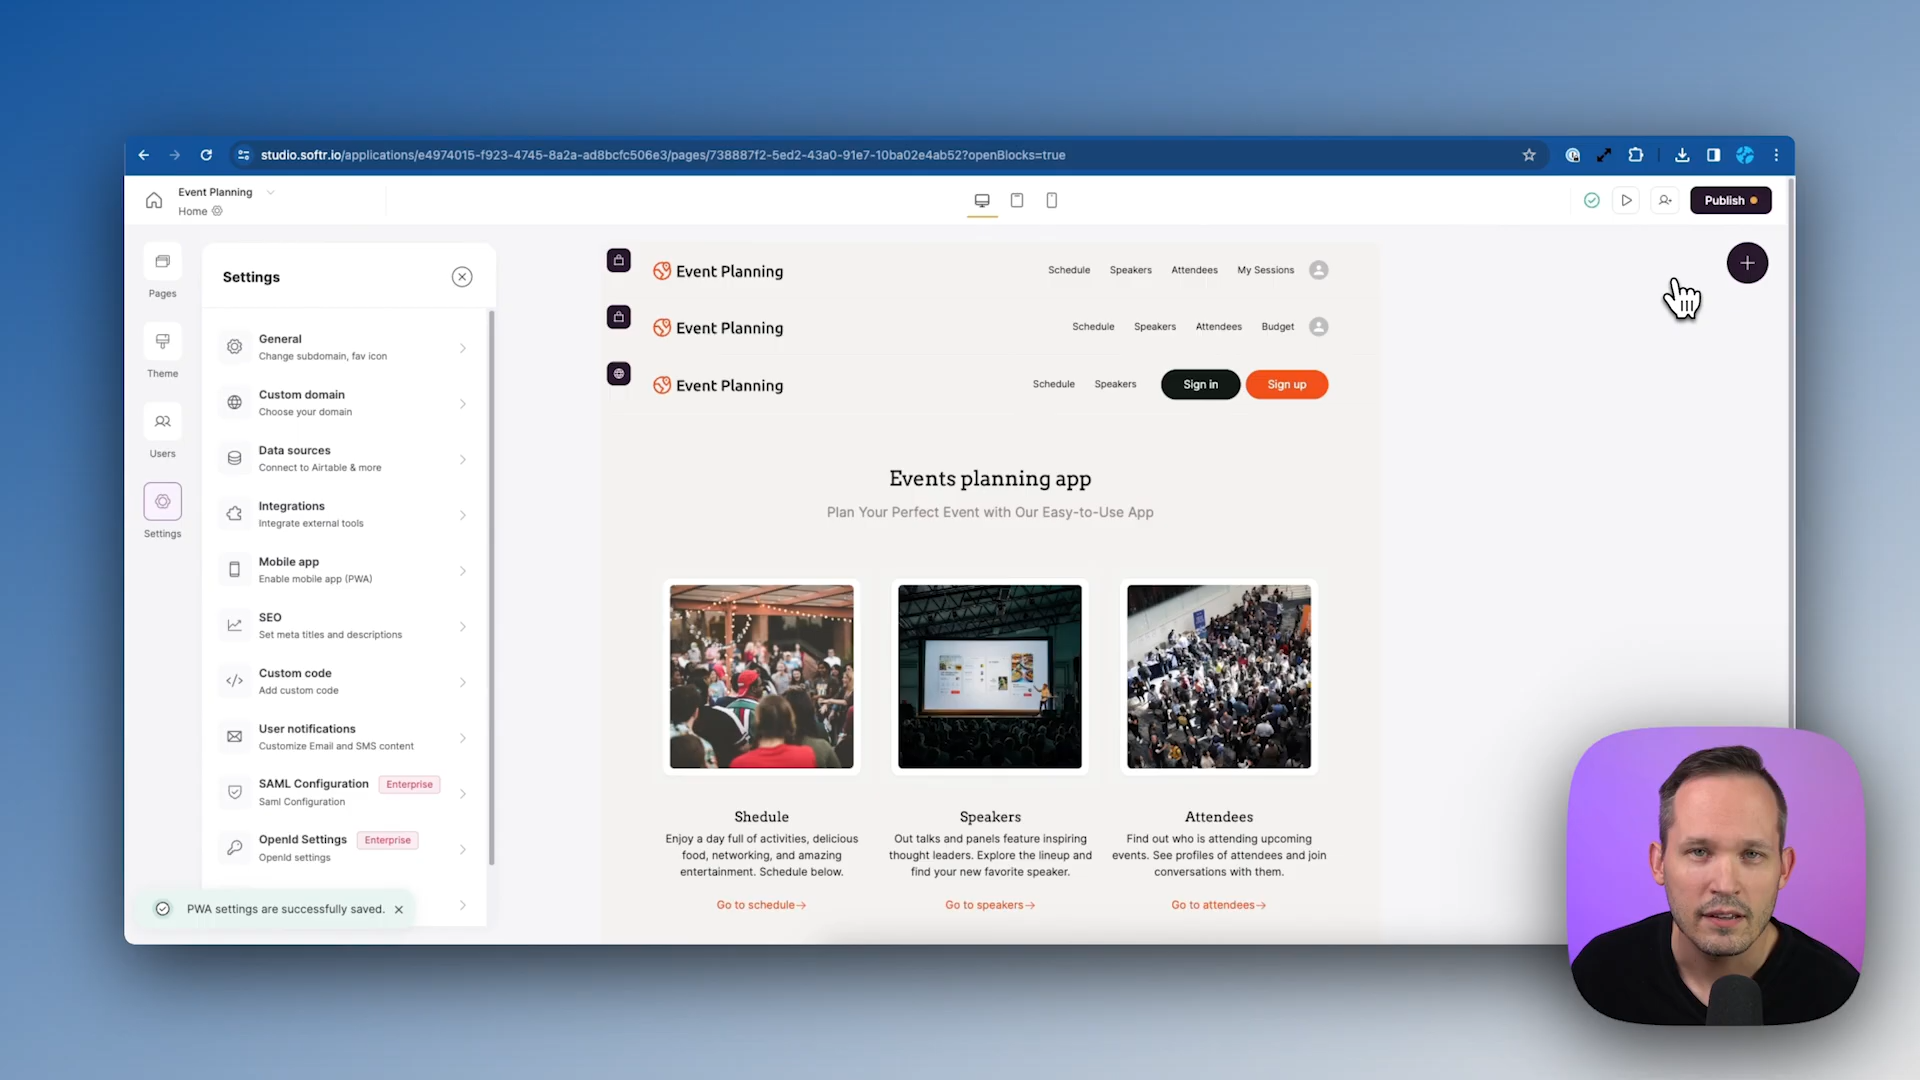 studio.softr.io/applications/e4974015-f923-4745-8a2a-ad8bcfc506e3/pages/738887f2-5ed2-43a0-91e7-10ba02e4ab52?openBlocks=true
Event Planning
Home
Publish
Pages
Theme
Users
Settings
Settings
General
Change subdomain, fav icon
Custom domain
Choose your domain
Data sources
Connect to Airtable & more
Integrations
Integrate external tools
Mobile app
Enable mobile app (PWA)
SEO
Set meta titles and descriptions
Custom code
Add custom code
User notifications
Customize Email and SMS content
SAML Configuration Enterprise
Saml Configuration
OpenId Settings Enterprise
OpenId settings
PWA settings are successfully saved.
Event Planning Schedule Speakers Attendees My Sessions
Event Planning Schedule Speakers Attendees Budget
Event Planning Schedule Speakers Sign in Sign up
Events planning app
Plan Your Perfect Event with Our Easy-to-Use App
Shedule
Enjoy a day full of activities, delicious
food, networking, and amazing
entertainment. Schedule below.
Go to schedule→
Speakers
Out talks and panels feature inspiring
thought leaders. Explore the lineup and
find your new favorite speaker.
Go to speakers→
Attendees
Find out who is attending upcoming
events. See profiles of attendees and join
conversations with them.
Go to attendees→